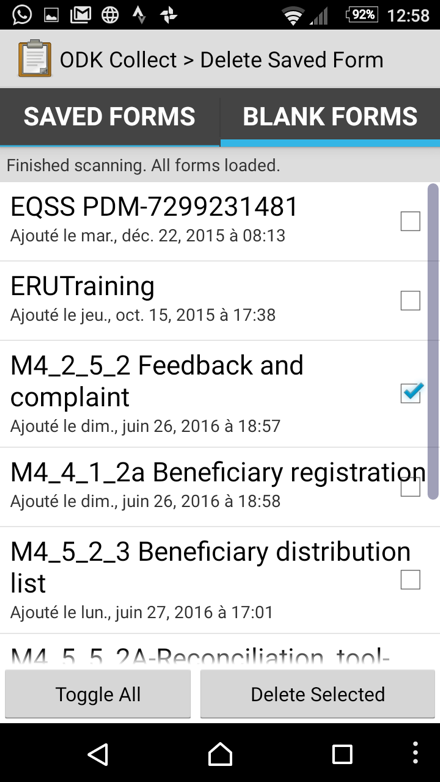 92% 12:58
ODK Collect > Delete Saved Form
SAVED FORMS BLANK FORMS
Finished scanning. All forms loaded.
EQSS PDM-7299231481
Ajouté le mar., déc. 22, 2015 à 08:13
ERUTraining
Ajouté le jeu., oct. 15, 2015 à 17:38
M4_2_5_2 Feedback and
complaint
Ajouté le dim., juin 26, 2016 à 18:57
M4_4_1_2a Beneficiary registration
Ajouté le dim., juin 26, 2016 à 18:58
M4_5_2_3 Beneficiary distribution
list
Ajouté le lun., juin 27, 2016 à 17:01
M4_5_5_2A-Reconciliation_tool-
Toggle All Delete Selected